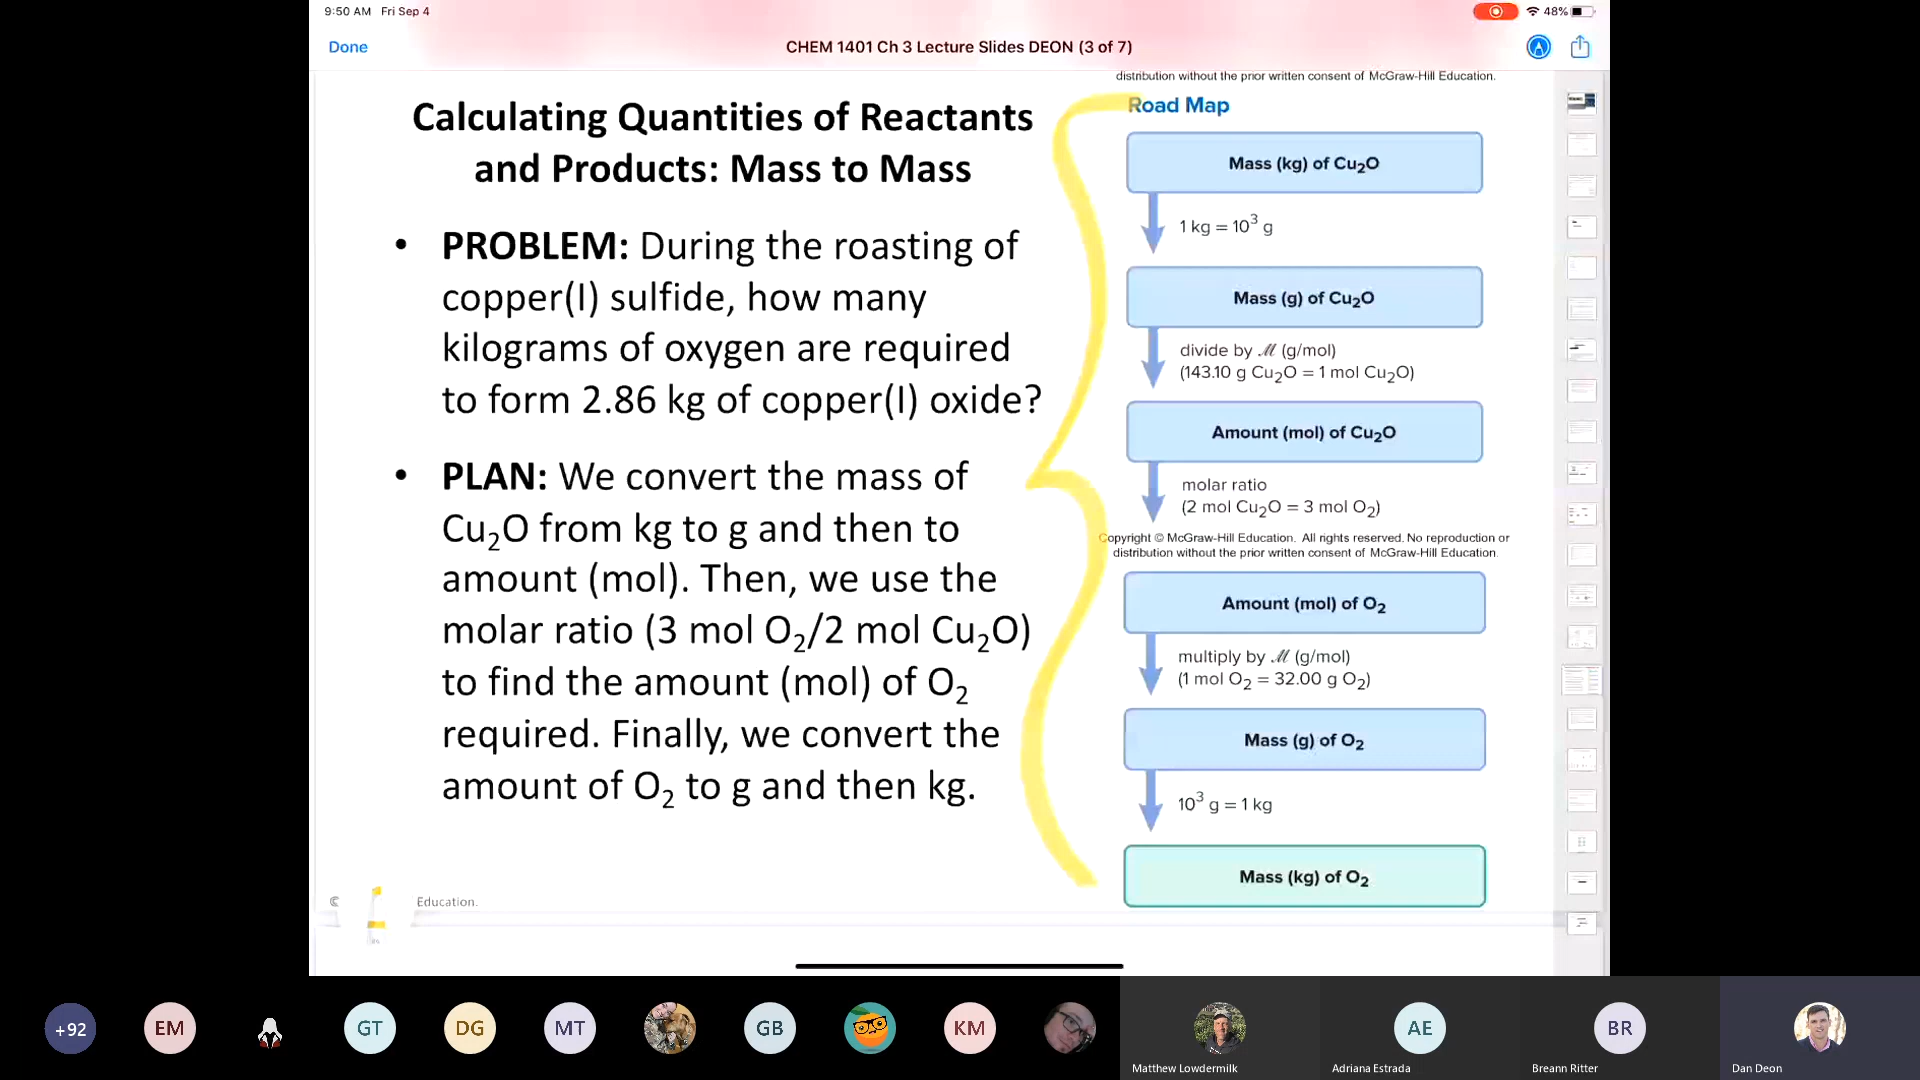 9:50 AM Fri Sep 4
48%
Done
CHEM 1401 Ch 3 Lecture Slides DEON (3 of 7)
distribution without the prior written consent of McGraw-Hill Education.
Calculating Quantities of Reactants
and Products: Mass to Mass
• PROBLEM: During the roasting of
copper(I) sulfide, how many
kilograms of oxygen are required
to form 2.86 kg of copper(I) oxide?
• PLAN: We convert the mass of
Cu₂O from kg to g and then to
amount (mol). Then, we use the
molar ratio (3 mol O₂/2 mol Cu₂O)
to find the amount (mol) of O₂
required. Finally, we convert the
amount of O₂ to g and then kg.
Education.
Road Map
Mass (kg) of Cu₂O
1 kg = 10³ g
Mass (g) of Cu₂O
divide by ℳ (g/mol)
(143.10 g Cu₂O = 1 mol Cu₂O)
Amount (mol) of Cu₂O
molar ratio
(2 mol Cu₂O = 3 mol O₂)
Copyright © McGraw-Hill Education. All rights reserved. No reproduction or
distribution without the prior written consent of McGraw-Hill Education.
Amount (mol) of O₂
multiply by ℳ (g/mol)
(1 mol O₂ = 32.00 g O₂)
Mass (g) of O₂
10³ g = 1 kg
Mass (kg) of O₂
+92
EM
GT
DG
MT
GB
KM
AE
BR
Matthew Lowdermilk
Adriana Estrada
Breann Ritter
Dan Deon